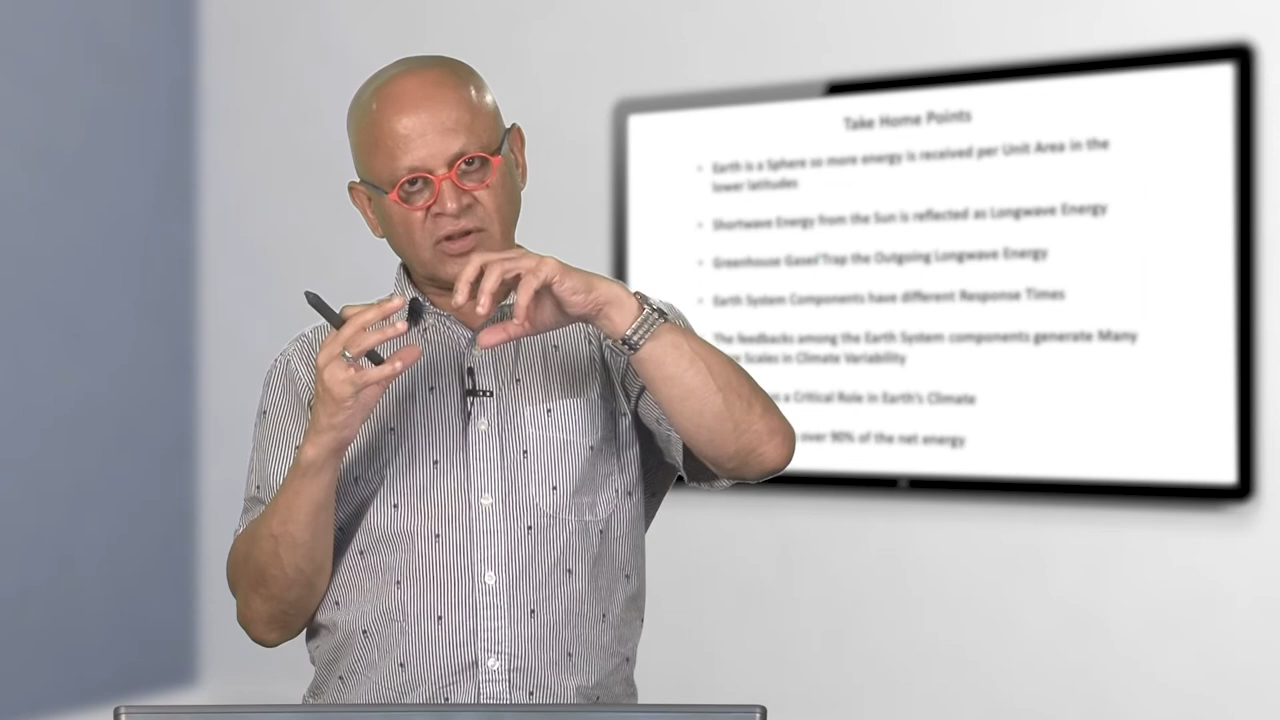 Take Home Points
• Earth is a Sphere so more energy is received per Unit Area in the
lower latitudes
• Shortwave Energy from the Sun is reflected as Longwave Energy
• Greenhouse Gases Trap the Outgoing Longwave Energy
• Earth System Components have different Response Times
The feedbacks among the Earth System components generate Many
Scales in Climate Variability
a Critical Role in Earth's Climate
over 90% of the net energy